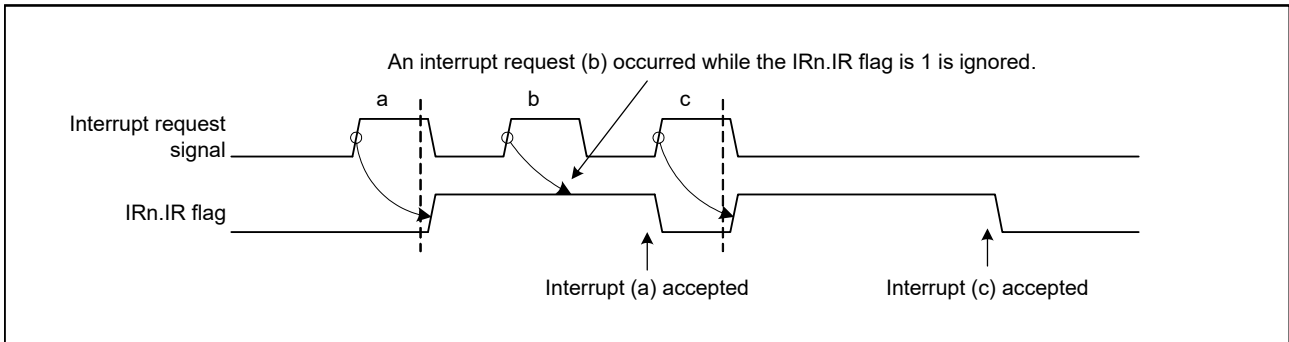 An interrupt request (b) occurred while the IRn.IR flag is 1 is ignored.
a
b
c
Interrupt request
signal
IRn.IR flag
Interrupt (a) accepted
Interrupt (c) accepted